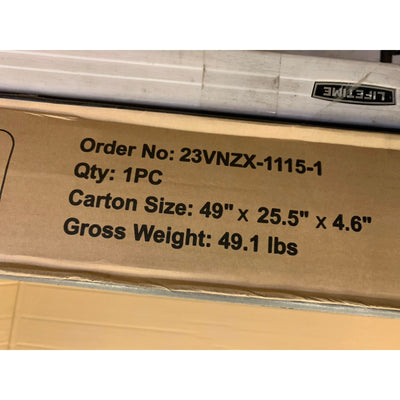 LIFETIME
Order No: 23VNZX-1115-1
Qty: 1PC
Carton Size: 49" x 25.5" x 4.6"
Gross Weight: 49.1 lbs